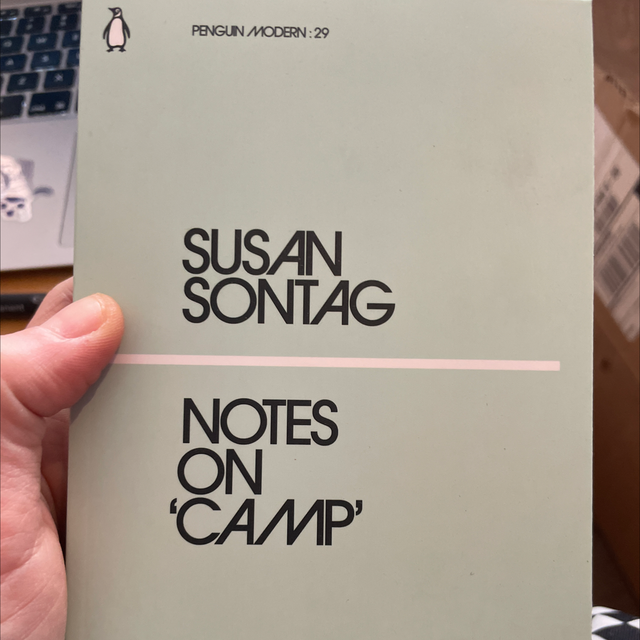 PENGUIN MODERN : 29
SUSAN
SONTAG
NOTES
ON
‘CAMP’